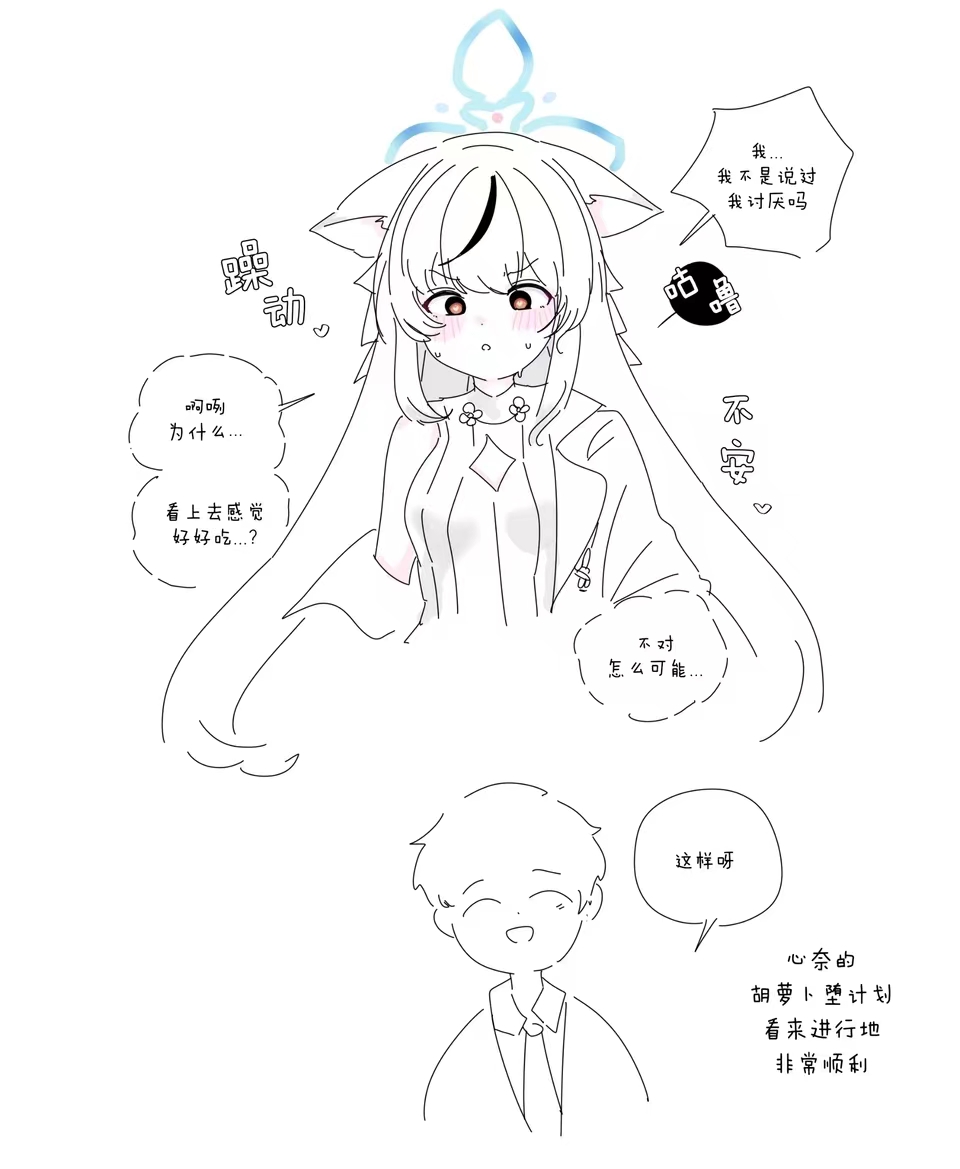 我...
我不是说过
我讨厌吗
躁
动
咕
噜
啊咧
为什么...
看上去感觉
好好吃...?
不
安
不对
怎么可能...
这样呀
心奈的
胡萝卜堕计划
看来进行地
非常顺利